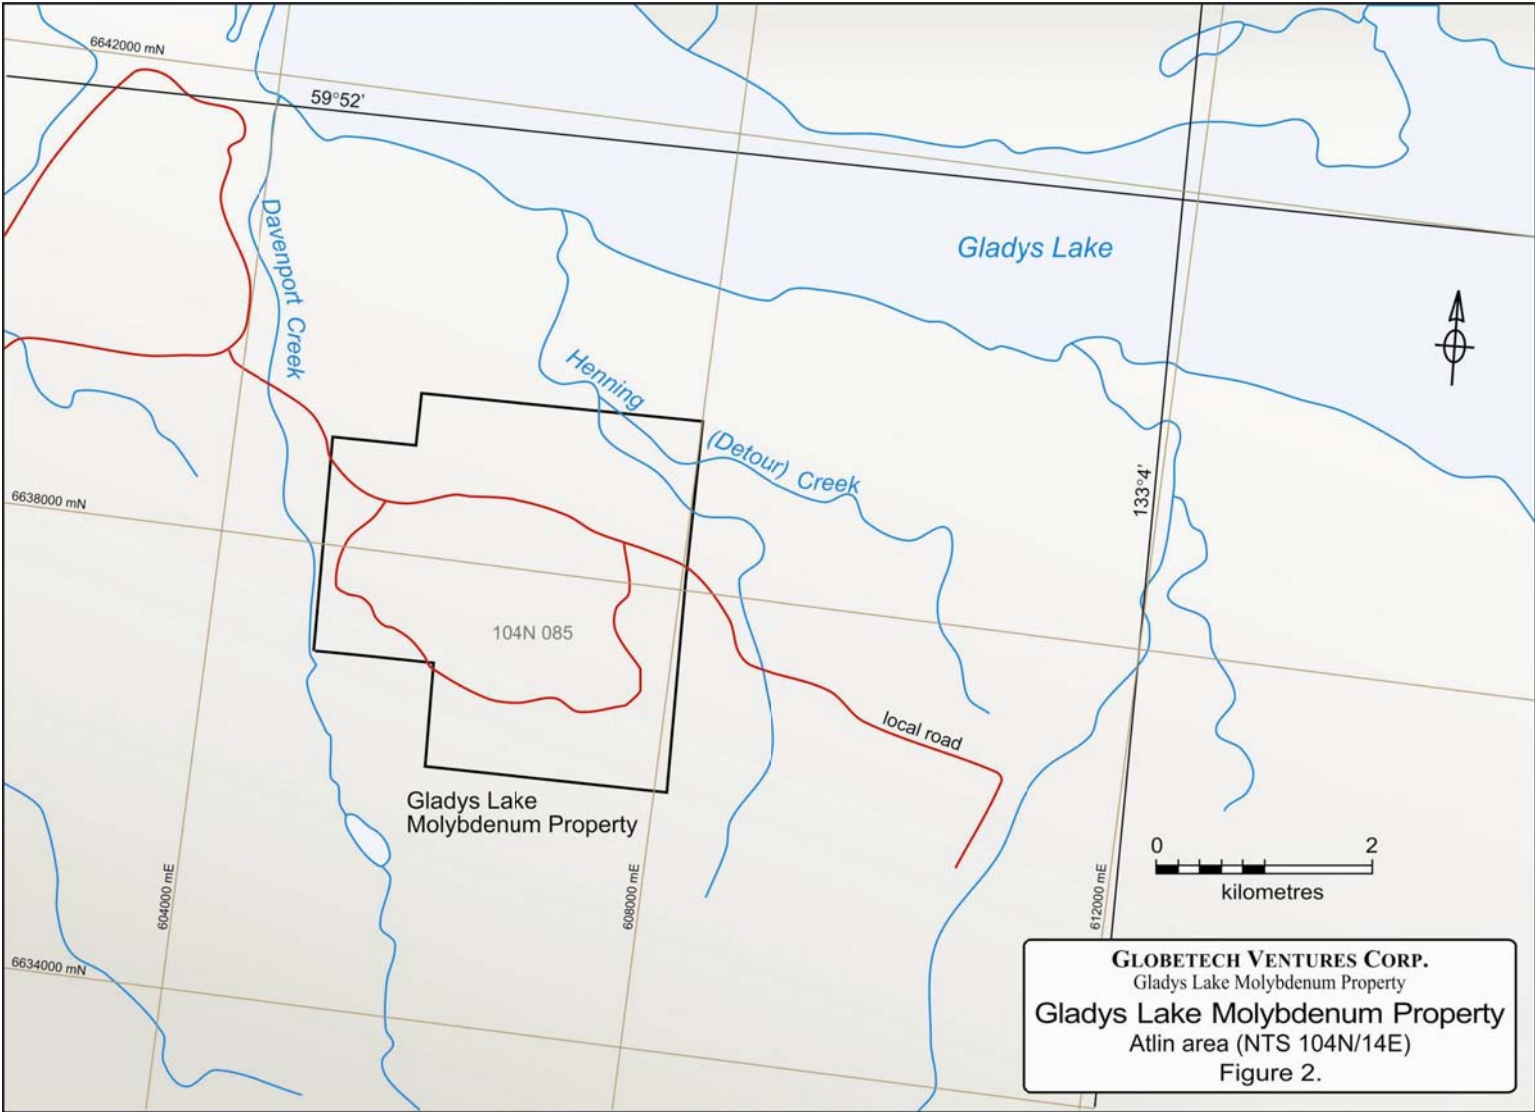 6642000 mN
59°52'
Davenport Creek
Gladys Lake
Henning
(Detour) Creek
133°4'
6638000 mN
104N 085
local road
Gladys Lake
Molybdenum Property
0 2
kilometres
604000 mE
608000 mE
612000 mE
6634000 mN
GLOBETECH VENTURES CORP.
Gladys Lake Molybdenum Property
Gladys Lake Molybdenum Property
Atlin area (NTS 104N/14E)
Figure 2.